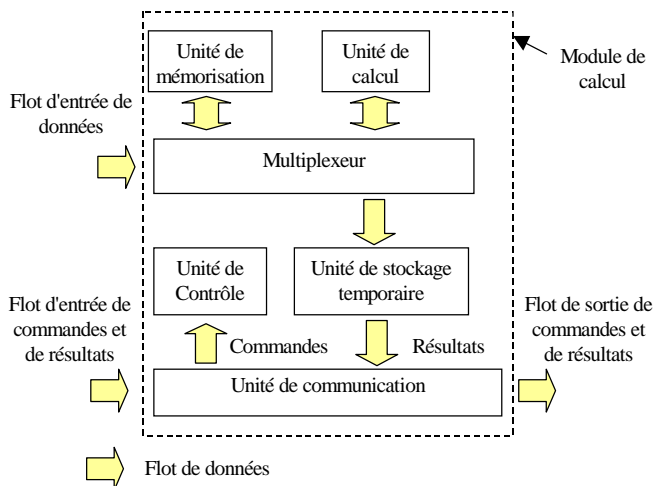 Unité de
mémorisation
Unité de
calcul
Module de
calcul
Flot d'entrée de
données
Multiplexeur
Unité de
Contrôle
Unité de stockage
temporaire
Flot d'entrée de
commandes et
de résultats
Flot de sortie de
commandes et
de résultats
Commandes
Résultats
Unité de communication
Flot de données